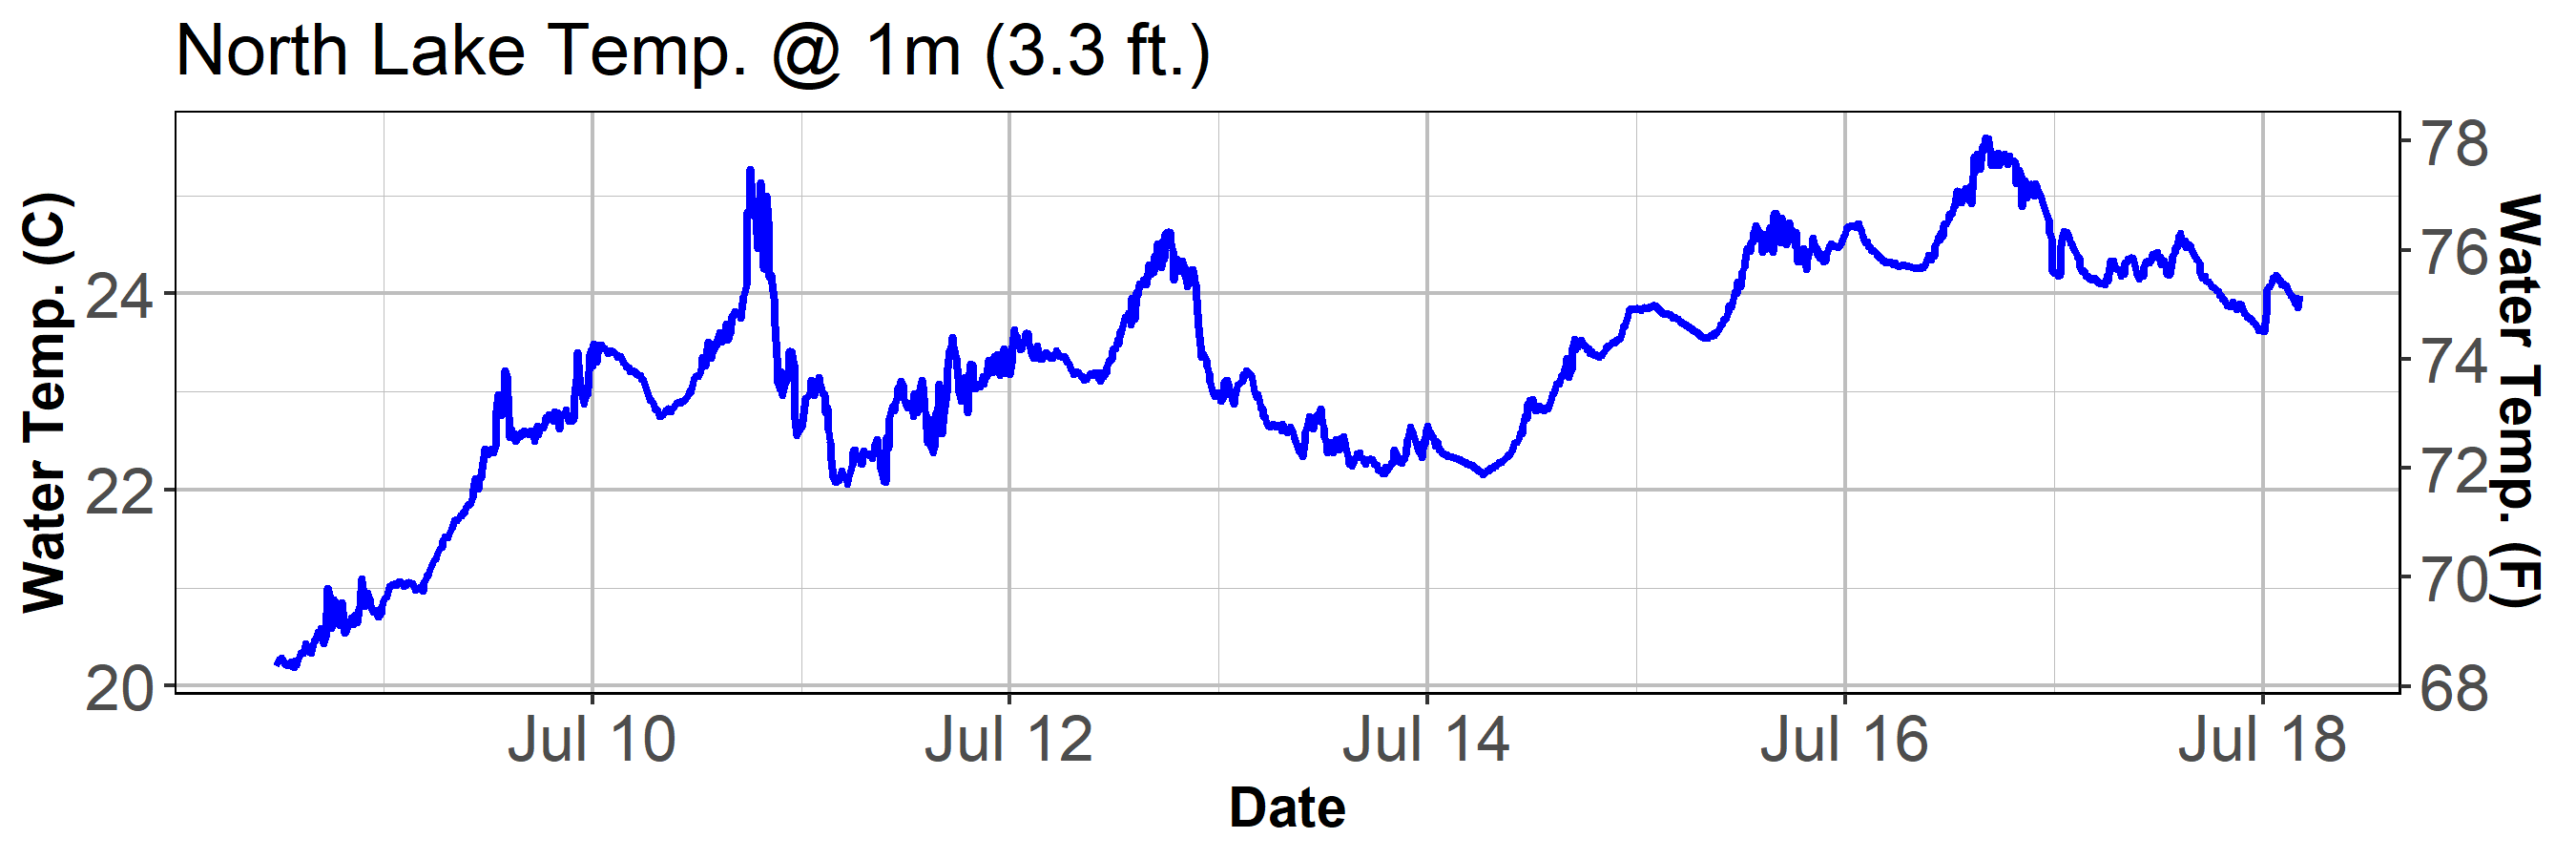 North Lake Temp. @ 1m (3.3 ft.)
Water Temp. (C)
24
22
20
78
76
74
72
70
68
Water Temp. (F)
Jul 10
Jul 12
Jul 14
Jul 16
Jul 18
Date